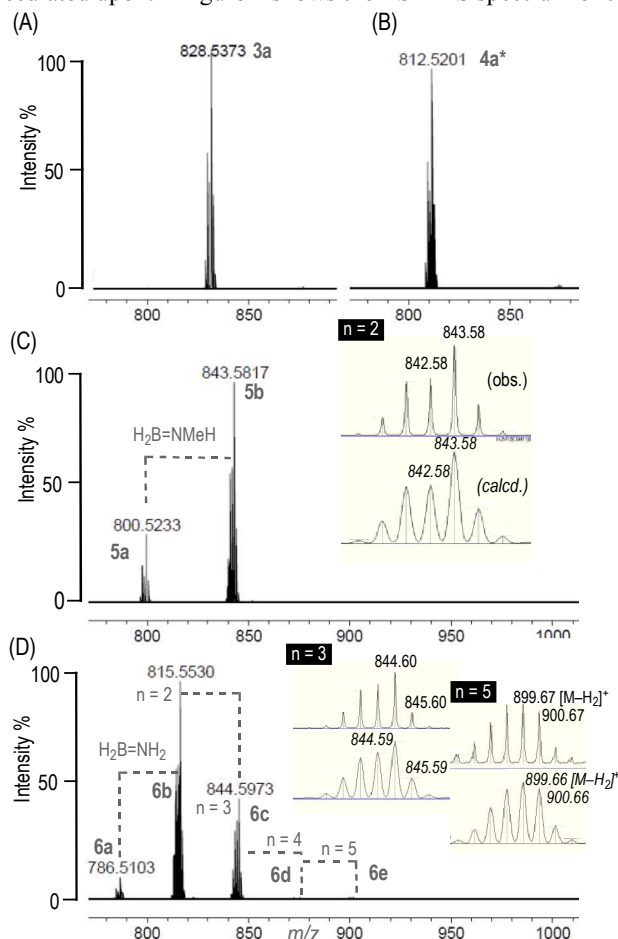 (A)
(B)
828.5373 3a
812.5201 4a*
100
50
0
Intensity %
800 850 900
800 850
(C)
843.5817
5b
H₂B=NMeH
800.5233
5a
100
50
0
Intensity %
n = 2
843.58
842.58
(obs.)
843.58
842.58
(calcd.)
800 850 900 950 1000
(D)
815.5530
n = 2
H₂B=NH₂
6b
n = 3
844.5973
6c
6a
786.5103
n = 4
6d
n = 5
6e
100
50
0
Intensity %
n = 3
844.60
845.60
844.59
845.59
n = 5
899.67 [M–H₂]⁺
900.67
899.66 [M–H₂]⁺
900.66
800 850 900 950 1000
m/z